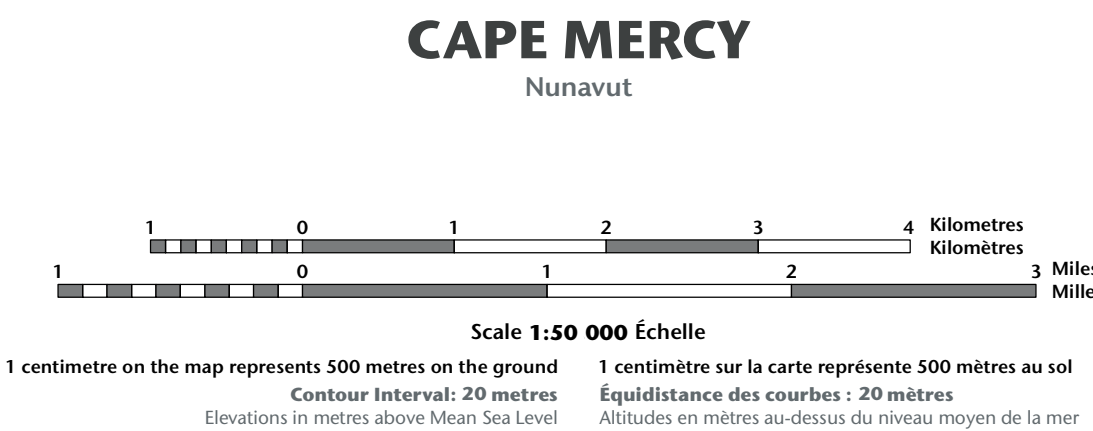 CAPE MERCY
Nunavut
1 0 1 2 3 4 Kilometres
Kilomètres
1 0 1 2 3 Miles
Mille
Scale 1:50 000 Échelle
1 centimetre on the map represents 500 metres on the ground
1 centimètre sur la carte représente 500 mètres au sol
Contour Interval: 20 metres
Équidistance des courbes : 20 mètres
Elevations in metres above Mean Sea Level
Altitudes en mètres au-dessus du niveau moyen de la mer